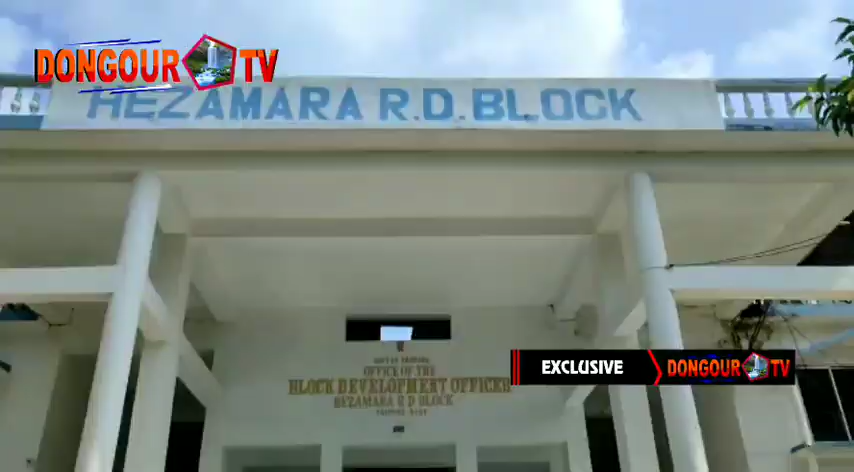 DONGOUR TV
HEZAMARA R.D. BLOCK
OFFICE OF THE
BLOCK DEVELOPMENT OFFICER
HEZAMARA R D BLOCK
EXCLUSIVE
DONGOUR TV